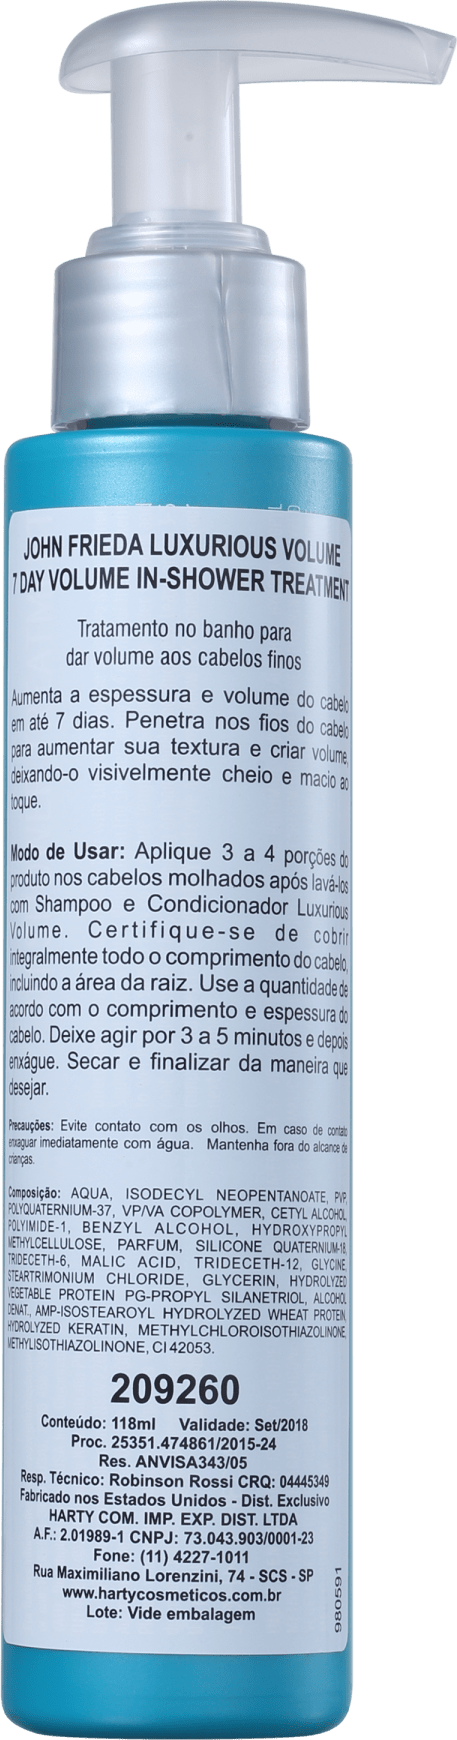 JOHN FRIEDA LUXURIOUS VOLUME
7 DAY VOLUME IN-SHOWER TREATMENT
Tratamento no banho para
dar volume aos cabelos finos
Aumenta a espessura e volume do cabelo
em até 7 dias. Penetra nos fios do cabelo
para aumentar sua textura e criar volume,
deixando-o visivelmente cheio e macio ao
toque.
Modo de Usar: Aplique 3 a 4 porções do
produto nos cabelos molhados após lavá-los
com Shampoo e Condicionador Luxurious
Volume. Certifique-se de cobrir
integralmente todo o comprimento do cabelo,
incluindo a área da raiz. Use a quantidade de
acordo com o comprimento e espessura do
cabelo. Deixe agir por 3 a 5 minutos e depois
enxágue. Secar e finalizar da maneira que
desejar.
Precauções: Evite contato com os olhos. Em caso de contato
enxaguar imediatamente com água. Mantenha fora do alcance de
crianças.
Composição: AQUA, ISODECYL NEOPENTANOATE, PVP,
POLYQUATERNIUM-37, VP/VA COPOLYMER, CETYL ALCOHOL,
POLYIMIDE-1, BENZYL ALCOHOL, HYDROXYPROPYL
METHYLCELLULOSE, PARFUM, SILICONE QUATERNIUM-18,
TRIDECETH-6, MALIC ACID, TRIDECETH-12, GLYCINE,
STEARTRIMONIUM CHLORIDE, GLYCERIN, HYDROLYZED
VEGETABLE PROTEIN PG-PROPYL SILANETRIOL, ALCOHOL
DENAT., AMP-ISOSTEAROYL HYDROLYZED WHEAT PROTEIN,
HYDROLYZED KERATIN, METHYLCHLOROISOTHIAZOLINONE,
METHYLISOTHIAZOLINONE, CI 42053.
209260
Conteúdo: 118ml Validade: Set/2018
Proc. 25351.474861/2015-24
Res. ANVISA343/05
Resp. Técnico: Robinson Rossi CRQ: 04445349
Fabricado nos Estados Unidos - Dist. Exclusivo
HARTY COM. IMP. EXP. DIST. LTDA
A.F.: 2.01989-1 CNPJ: 73.043.903/0001-23
Fone: (11) 4227-1011
Rua Maximiliano Lorenzini, 74 - SCS - SP
www.hartycosmeticos.com.br
Lote: Vide embalagem
980591